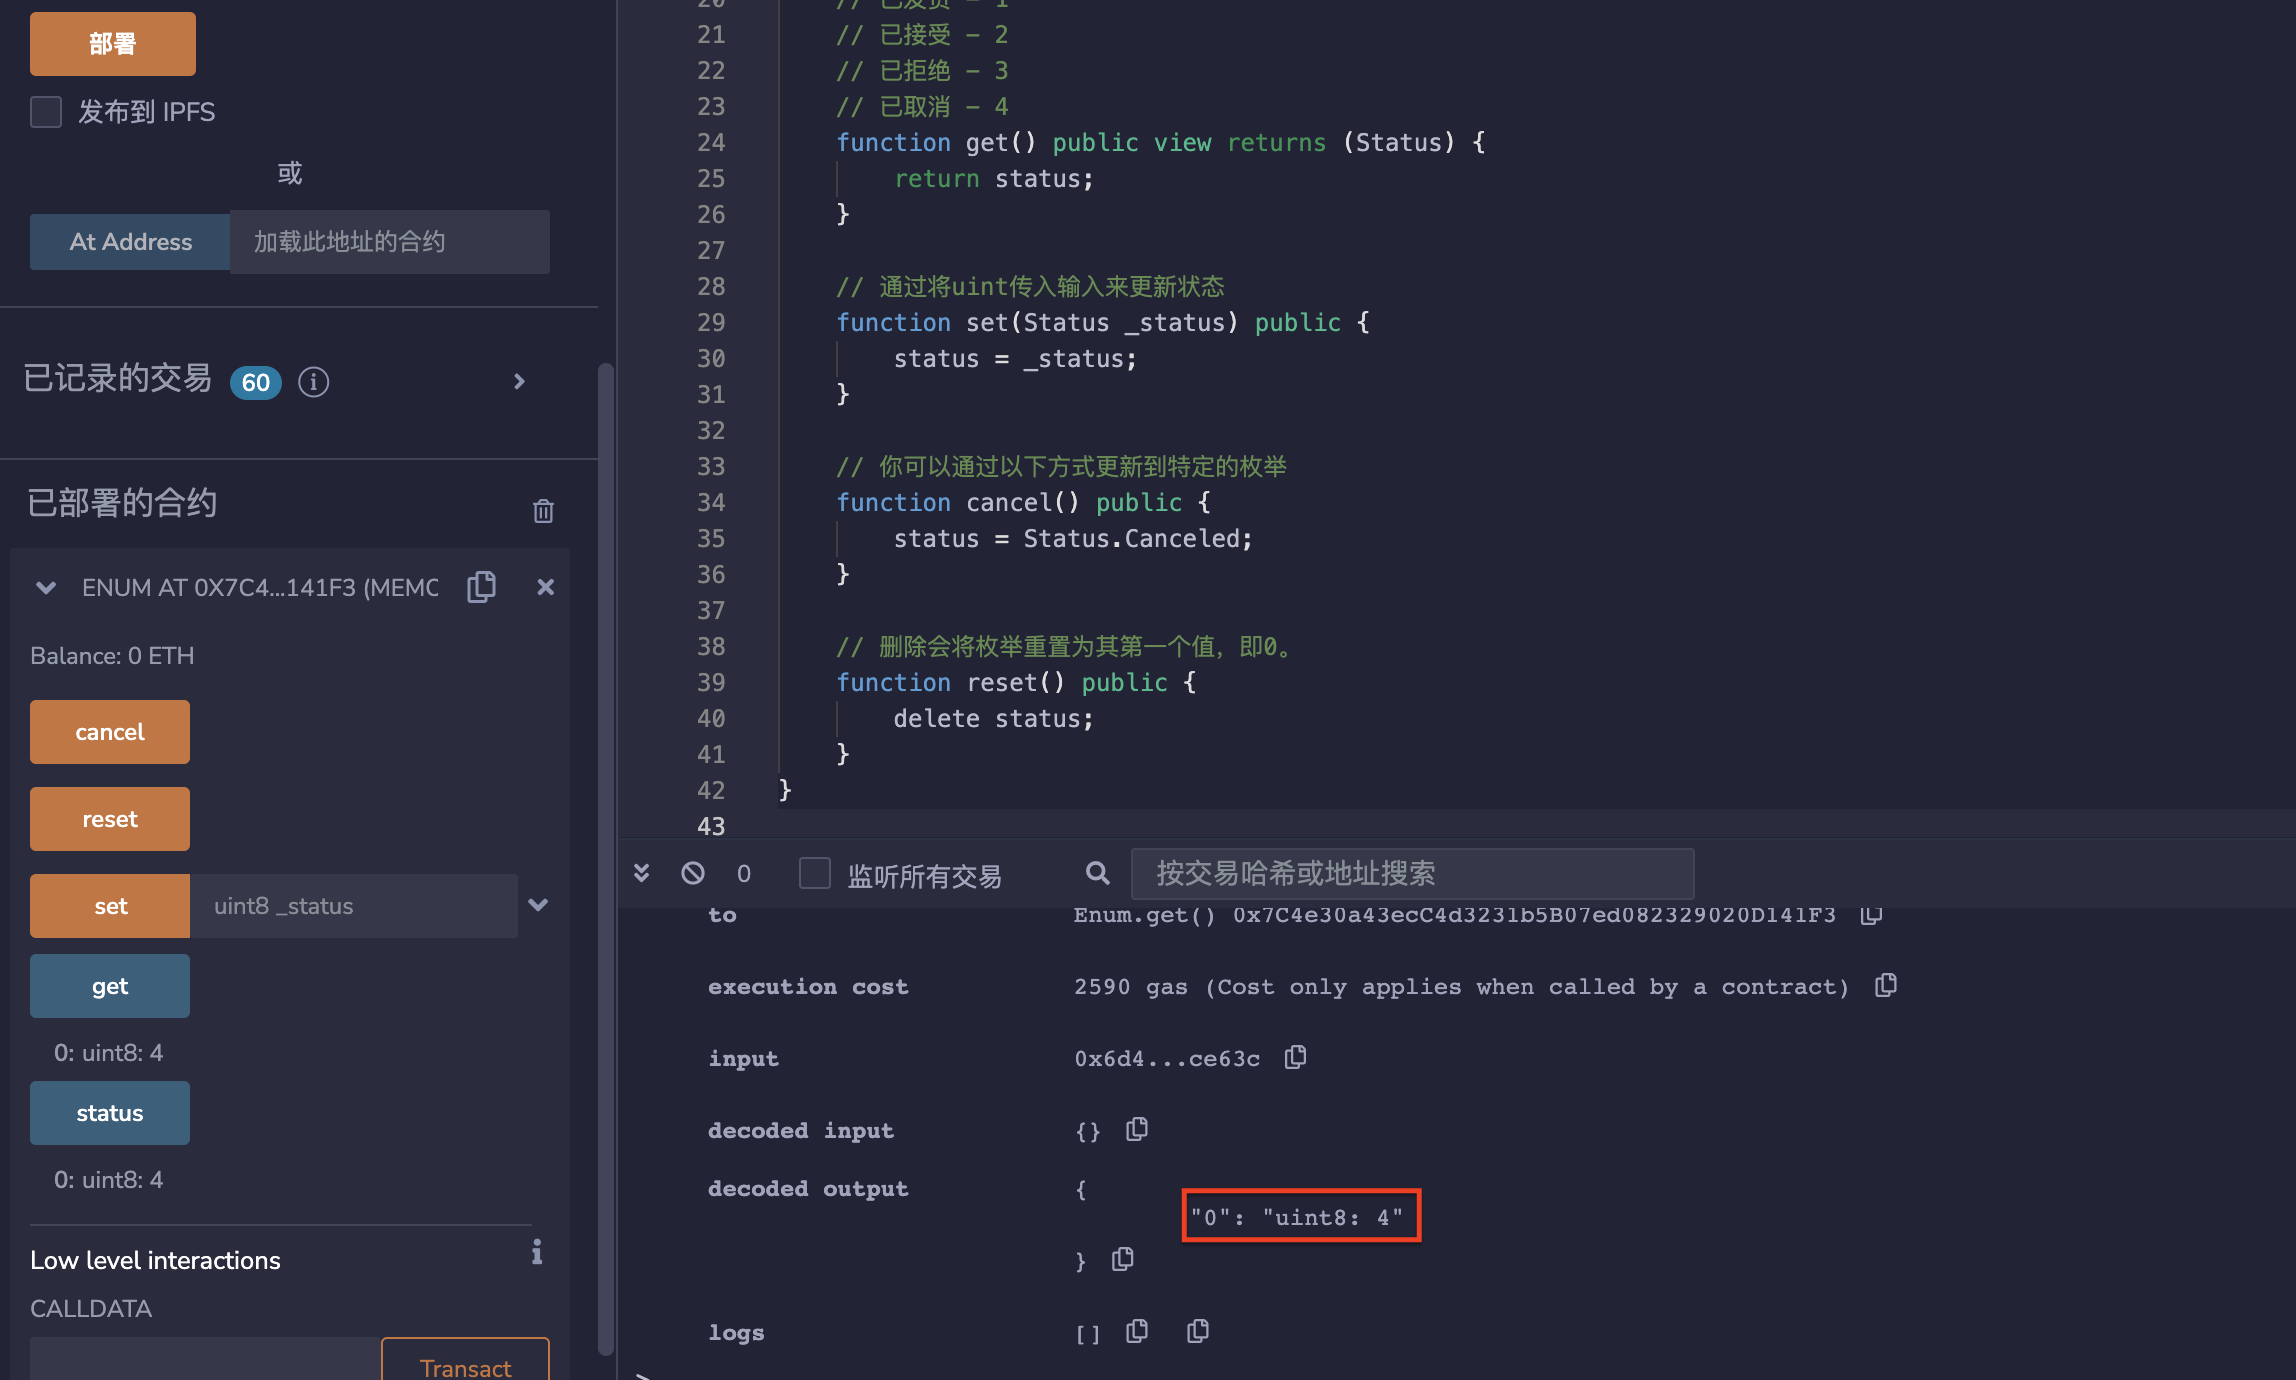 部署
发布到 IPFS
或
At Address 加载此地址的合约
已记录的交易 60
已部署的合约
ENUM AT 0X7C4...141F3 (MEMC
Balance: 0 ETH
cancel
reset
set uint8 _status
get
0: uint8: 4
status
0: uint8: 4
Low level interactions
CALLDATA
Transact
20 // 已发货 - 1
21 // 已接受 - 2
22 // 已拒绝 - 3
23 // 已取消 - 4
24 function get() public view returns (Status) {
25 return status;
26 }
27
28 // 通过将uint传入输入来更新状态
29 function set(Status _status) public {
30 status = _status;
31 }
32
33 // 你可以通过以下方式更新到特定的枚举
34 function cancel() public {
35 status = Status.Canceled;
36 }
37
38 // 删除会将枚举重置为其第一个值，即0。
39 function reset() public {
40 delete status;
41 }
42 }
43
0 监听所有交易 按交易哈希或地址搜索
to Enum.get() 0x7C4e30a43ecC4d3231b5B07ed082329020D141F3
execution cost 2590 gas (Cost only applies when called by a contract)
input 0x6d4...ce63c
decoded input {}
decoded output {
"0": "uint8: 4"
}
logs []
>